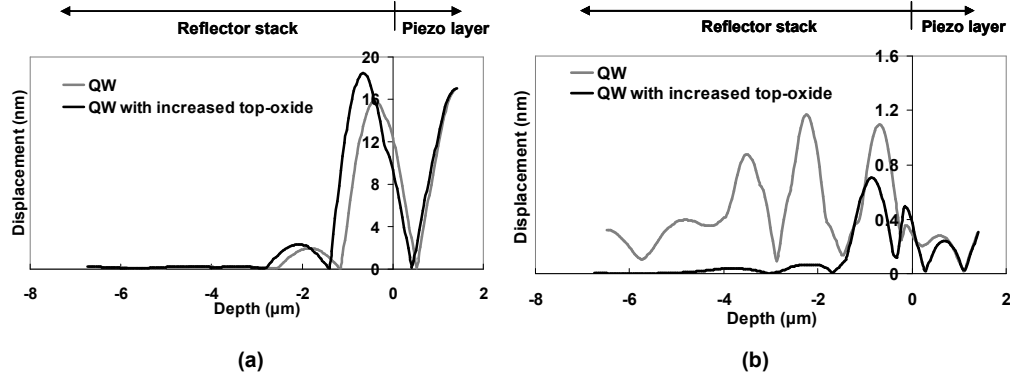 Reflector stack
Piezo layer
QW
QW with increased top-oxide
Displacement (nm)
20
16
12
8
4
0
-8
-6
-4
-2
0
2
Depth (µm)
(a)
Reflector stack
Piezo layer
QW
QW with increased top-oxide
Displacement (nm)
1.6
1.2
0.8
0.4
0
-8
-6
-4
-2
0
2
Depth (µm)
(b)